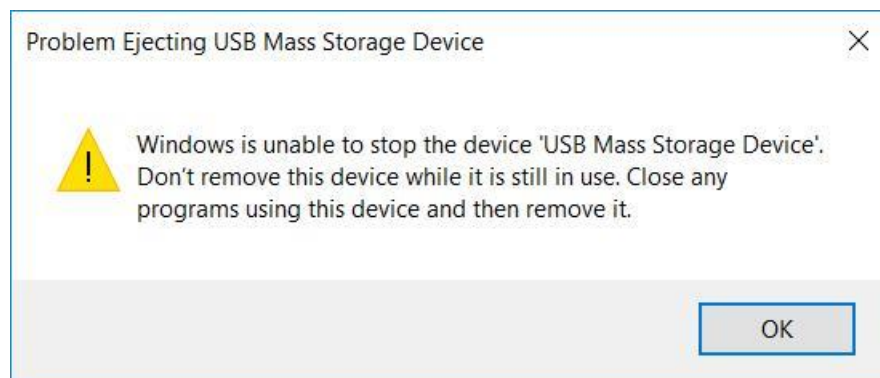 Problem Ejecting USB Mass Storage Device
Windows is unable to stop the device 'USB Mass Storage Device'.
Don't remove this device while it is still in use. Close any
programs using this device and then remove it.
OK